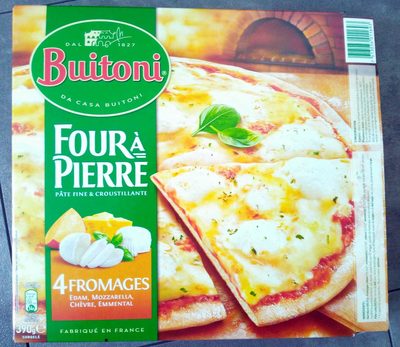 DAL 1827
Buitoni
DA CASA BUITONI
FOUR À
PIERRE
PÂTE FINE & CROUSTILLANTE
4 FROMAGES
EDAM, MOZZARELLA,
CHÈVRE, EMMENTAL
390g℮
SURGELÉ
FABRIQUÉ EN FRANCE